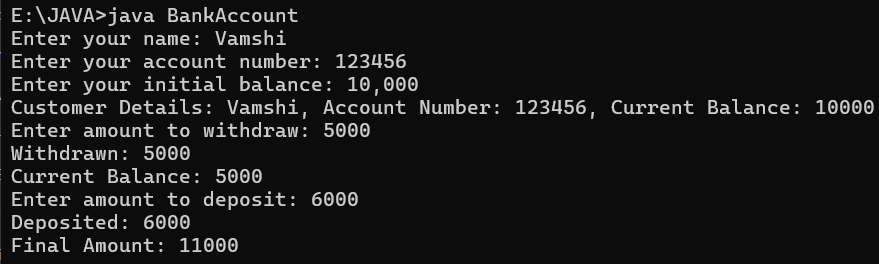 E:\JAVA>java BankAccount
Enter your name: Vamshi
Enter your account number: 123456
Enter your initial balance: 10,000
Customer Details: Vamshi, Account Number: 123456, Current Balance: 10000
Enter amount to withdraw: 5000
Withdrawn: 5000
Current Balance: 5000
Enter amount to deposit: 6000
Deposited: 6000
Final Amount: 11000